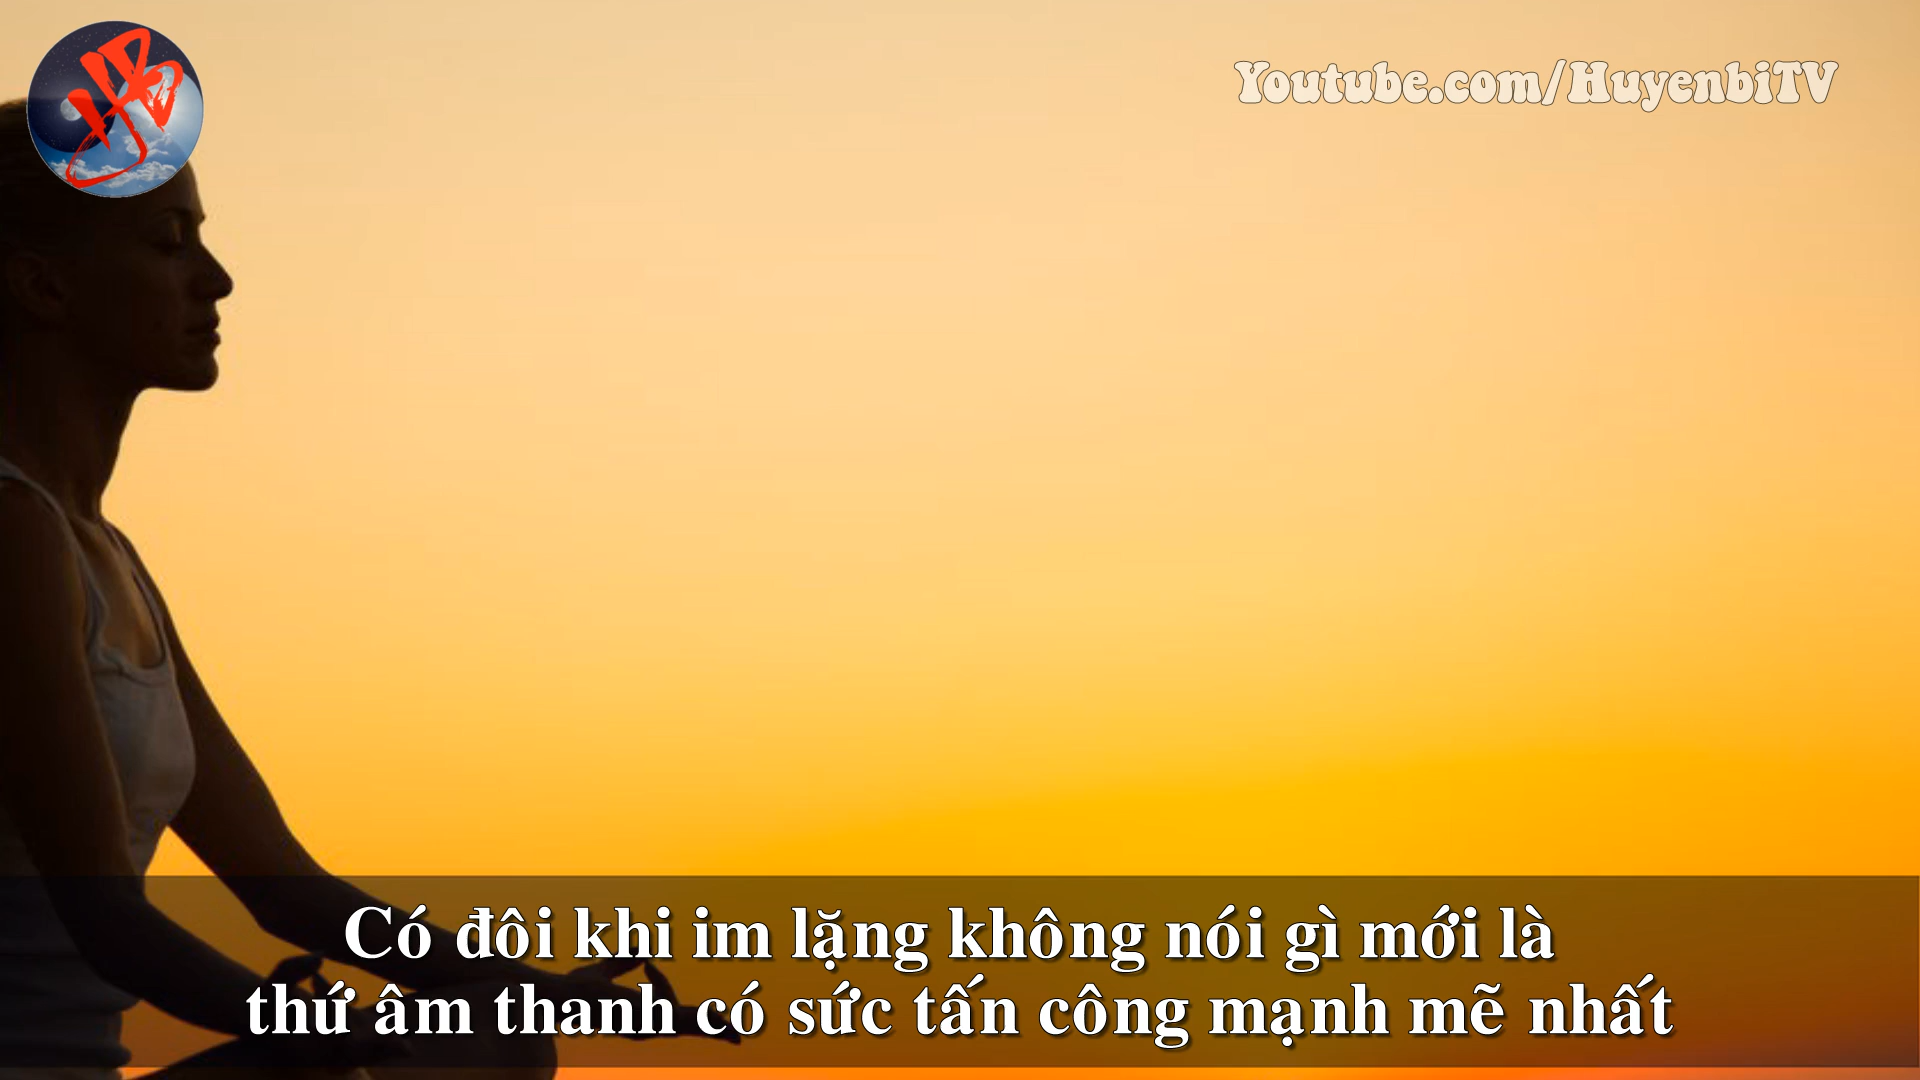 Youtube.com/HuyenbiTV
Có đôi khi im lặng không nói gì mới là
thứ âm thanh có sức tấn công mạnh mẽ nhất